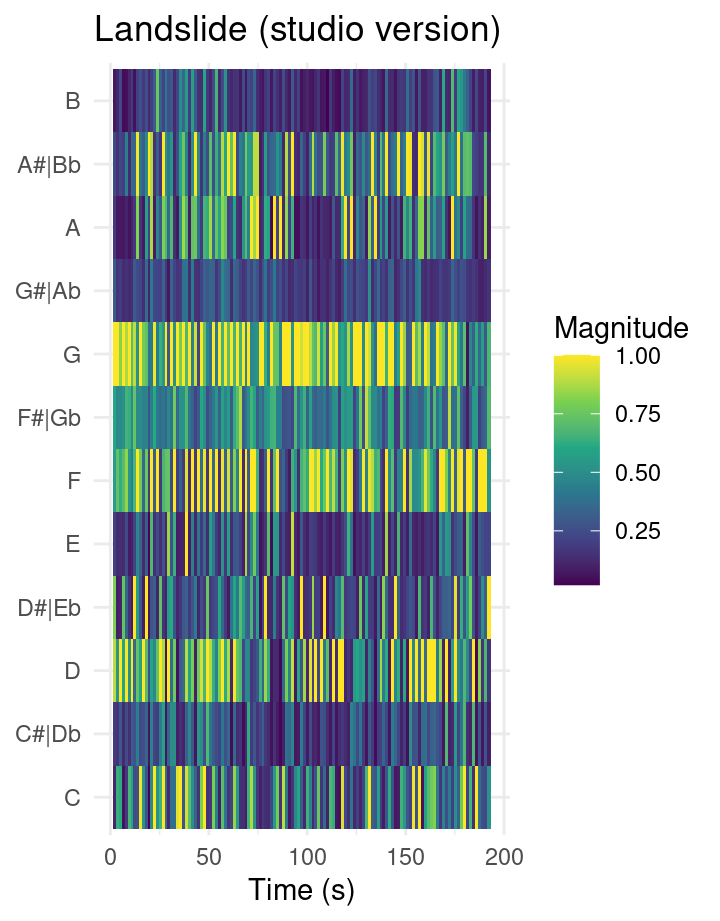 Landslide (studio version)
B
A#|Bb
A
G#|Ab
G
F#|Gb
F
E
D#|Eb
D
C#|Db
C
0 50 100 150 200
Time (s)
Magnitude
1.00
0.75
0.50
0.25